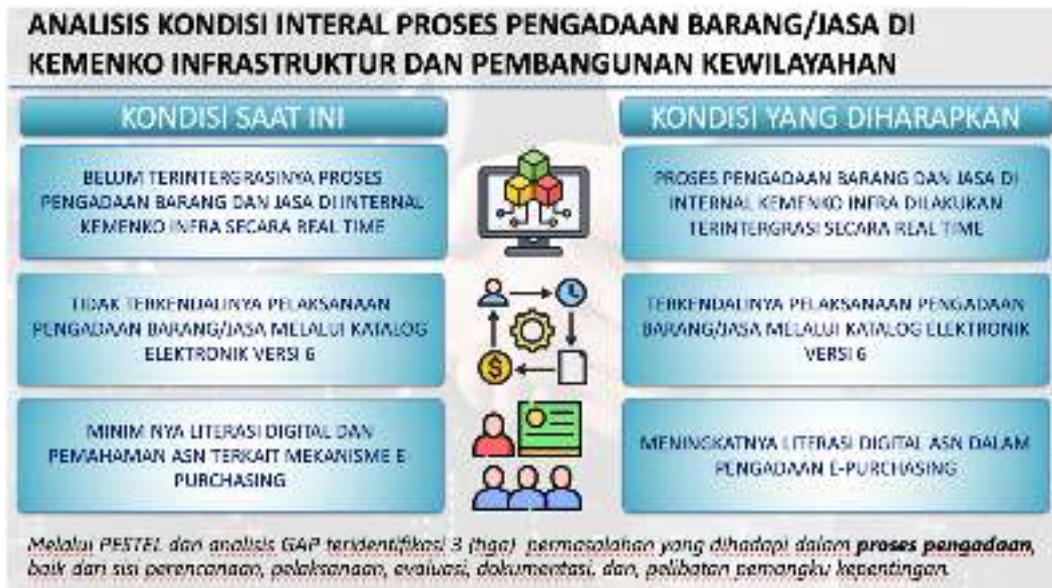 ANALISIS KONDISI INTERAL PROSES PENGADAAN BARANG/JASA DI
KEMENKO INFRASTRUKTUR DAN PEMBANGUNAN KEWILAYAHAN
KONDISI SAAT INI
BELUM TERINTERGRASINYA PROSES
PENGADAAN BARANG DAN JASA DI INTERNAL
KEMENKO INFRA SECARA REAL TIME
TIDAK TERKENDALINYA PELAKSANAAN
PENGADAAN BARANG/JASA MELALUI KATALOG
ELEKTRONIK VERSI 6
MINIM NYA LITERASI DIGITAL DAN
PEMAHAMAN ASN TERKAIT MEKANISME E-
PURCHASING
KONDISI YANG DIHARAPKAN
PROSES PENGADAAN BARANG DAN JASA DI
INTERNAL KEMENKO INFRA DILAKUKAN
TERINTERGRASI SECARA REAL TIME
TERKENDALINYA PELAKSANAAN PENGADAAN
BARANG/JASA MELALUI KATALOG ELEKTRONIK
VERSI 6
MENINGKATNYA LITERASI DIGITAL ASN DALAM
PENGADAAN E-PURCHASING
Melalui PESTEL dan analisis GAP teridentifikasi 3 (tiga) permasalahan yang dihadapi dalam proses pengadaan,
baik dari sisi perencanaan, pelaksanaan, evaluasi, dokumentasi, dan, pelibatan pemangku kepentingan.